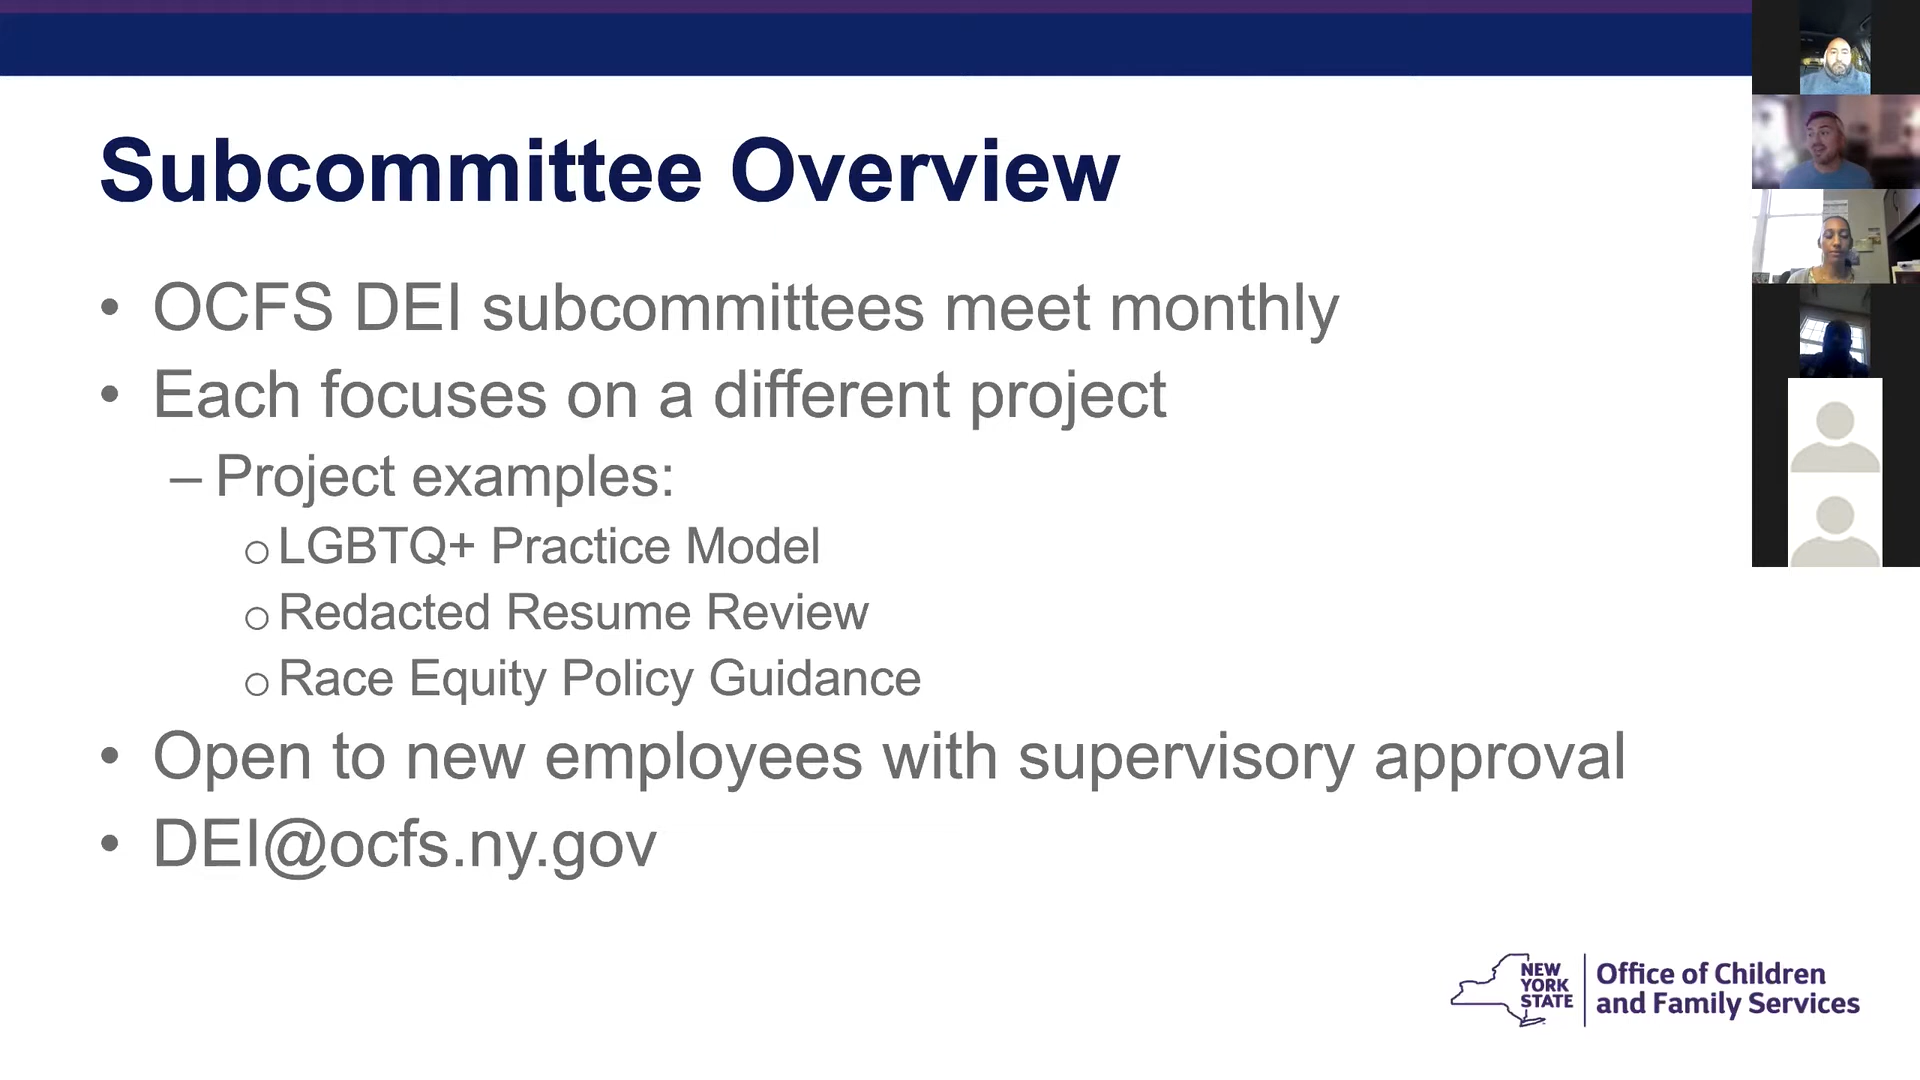 Subcommittee Overview
• OCFS DEI subcommittees meet monthly
• Each focuses on a different project
– Project examples:
○ LGBTQ+ Practice Model
○ Redacted Resume Review
○ Race Equity Policy Guidance
• Open to new employees with supervisory approval
• DEI@ocfs.ny.gov
NEW
YORK
STATE
Office of Children
and Family Services